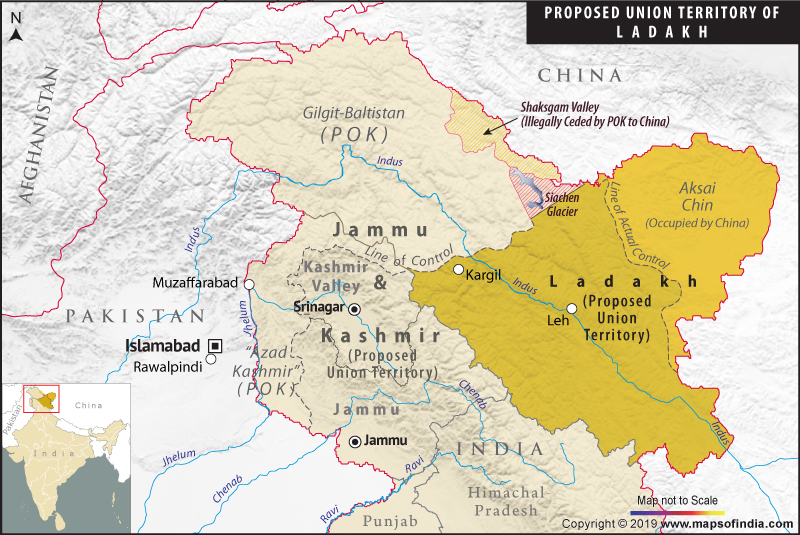 PROPOSED UNION TERRITORY OF
LADAKH
N
AFGHANISTAN
CHINA
Gilgit-Baltistan
(POK)
Shaksgam Valley
(Illegally Ceded by POK to China)
Indus
Siachen
Glacier
Aksai
Chin
(Occupied by China)
Line of Actual Control
Indus
Jammu
Line of Control
Kashmir
Valley
&
Kargil
Muzaffarabad
Indus
Ladakh
(Proposed
Union
Territory)
Leh
Srinagar
PAKISTAN
Jhelum
Kashmir
(Proposed
Union Territory)
Islamabad
Rawalpindi
"Azad
Kashmir"
(POK)
Jammu
Chenab
Jammu
INDIA
Indus
Jhelum
Chenab
Ravi
Ravi
Himachal
Pradesh
Punjab
Pakistan
China
India
Map not to Scale
Copyright © 2019 www.mapsofindia.com